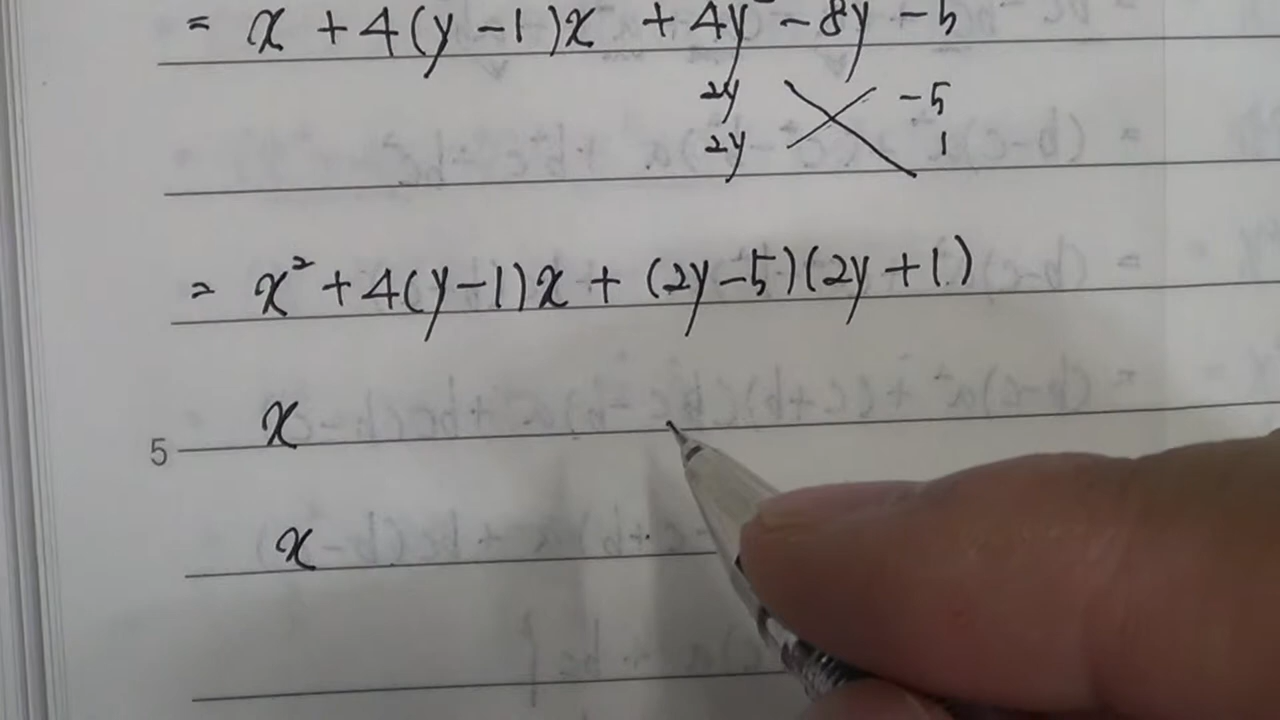 = x + 4(y-1)x + 4y - 8y - 5
2y -5
2y 1
= x² + 4(y-1)x + (2y-5)(2y+1)
x
5
x